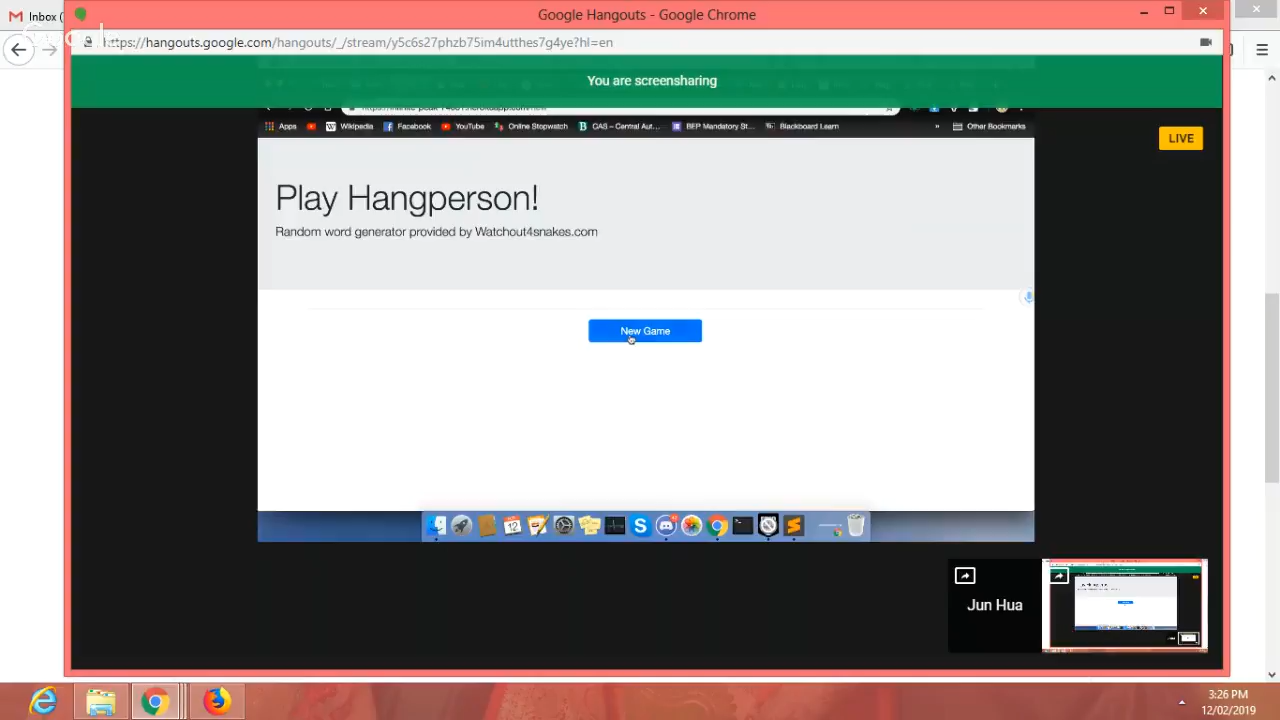 Inbox (
Google Hangouts - Google Chrome
https://hangouts.google.com/hangouts/_/stream/y5c6s27phzb75im4utthes7g4ye?hl=en
You are screensharing
LIVE
Apps Wikipedia Facebook YouTube Online Stopwatch CAS – Central Aut... BEP Mandatory St... Blackboard Learn » Other Bookmarks
Play Hangperson!
Random word generator provided by Watchout4snakes.com
New Game
12
Jun Hua
3:26 PM
12/02/2019